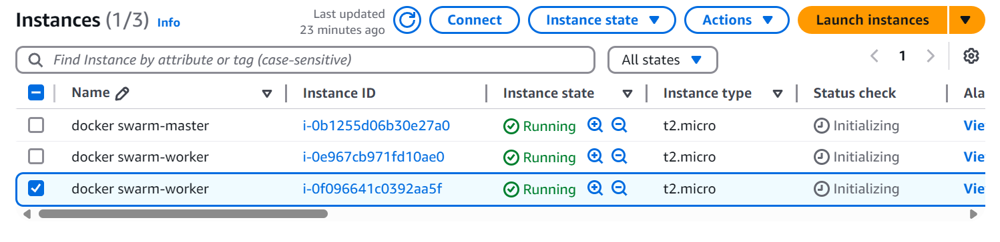 Instances (1/3) Info
Last updated
23 minutes ago
Connect
Instance state
Actions
Launch instances
Find Instance by attribute or tag (case-sensitive)
All states
1
Name Instance ID Instance state Instance type Status check Ala
docker swarm-master i-0b1255d06b30e27a0 Running t2.micro Initializing Vie
docker swarm-worker i-0e967cb971fd10ae0 Running t2.micro Initializing Vie
docker swarm-worker i-0f096641c0392aa5f Running t2.micro Initializing Vie